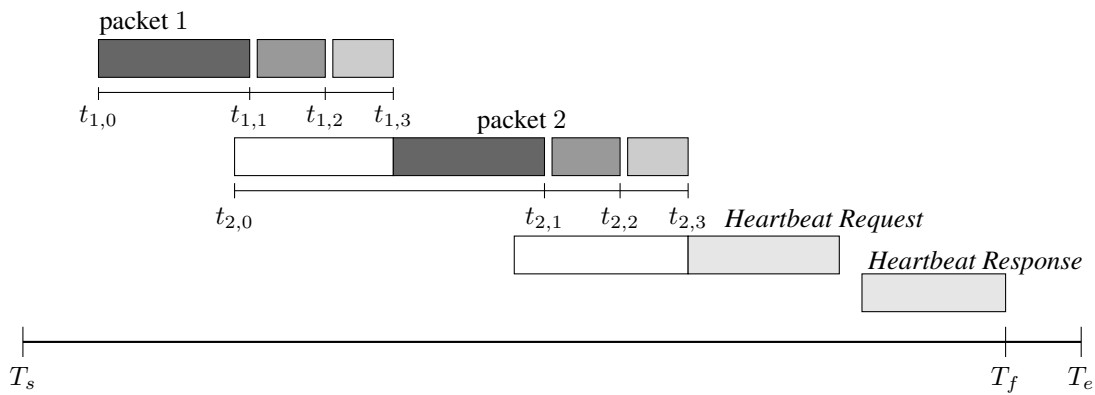 packet 1
t1,0 t1,1 t1,2 t1,3
packet 2
t2,0 t2,1 t2,2 t2,3
Heartbeat Request
Heartbeat Response
Ts Tf Te